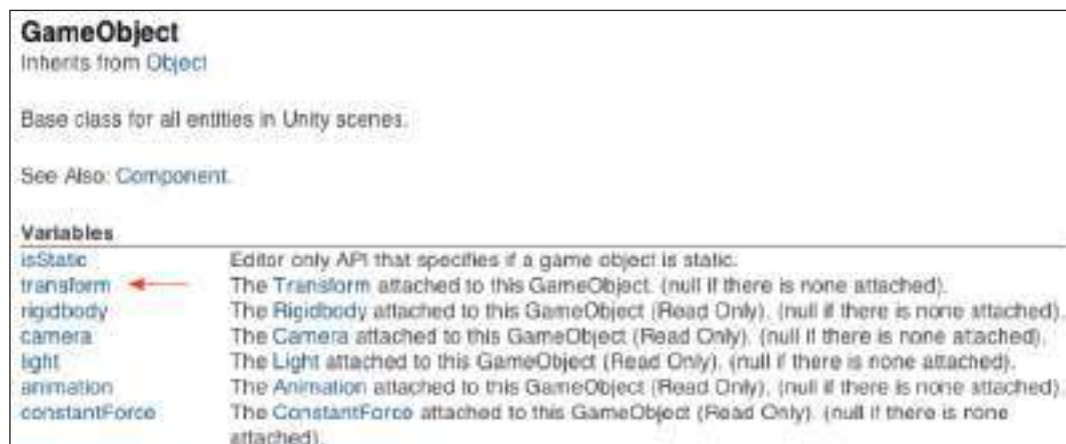 GameObject
Inherits from Object
Base class for all entities in Unity scenes.
See Also: Component.
Variables
isStatic Editor only API that specifies if a game object is static.
transform The Transform attached to this GameObject. (null if there is none attached).
rigidbody The Rigidbody attached to this GameObject (Read Only). (null if there is none attached).
camera The Camera attached to this GameObject (Read Only). (null if there is none attached).
light The Light attached to this GameObject (Read Only). (null if there is none attached).
animation The Animation attached to this GameObject (Read Only). (null if there is none attached).
constantForce The ConstantForce attached to this GameObject (Read Only). (null if there is none
attached).